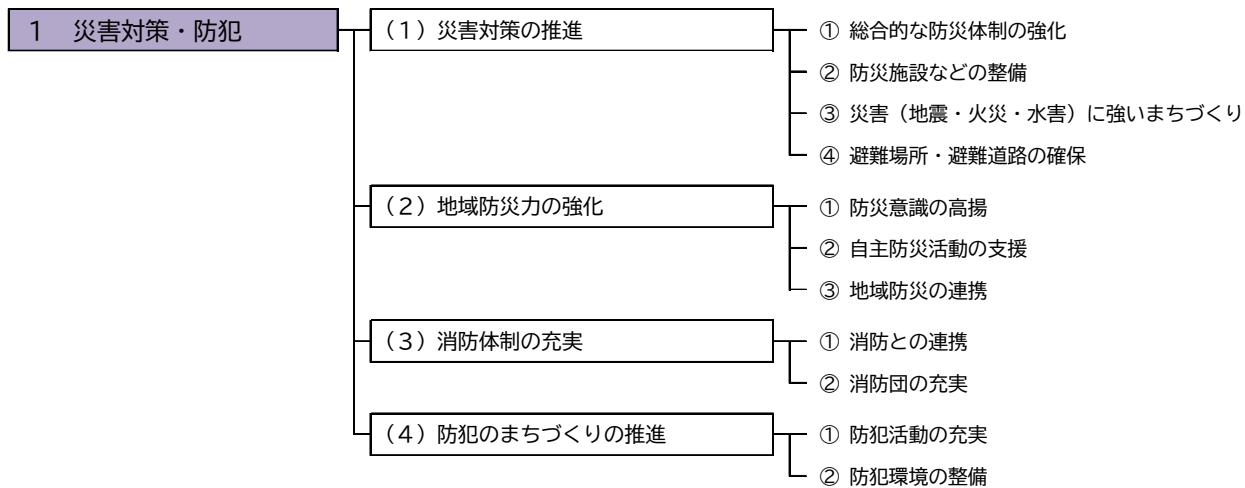 1 災害対策・防犯
(1)災害対策の推進
① 総合的な防災体制の強化
② 防災施設などの整備
③ 災害(地震・火災・水害)に強いまちづくり
④ 避難場所・避難道路の確保
(2)地域防災力の強化
① 防災意識の高揚
② 自主防災活動の支援
③ 地域防災の連携
(3)消防体制の充実
① 消防との連携
② 消防団の充実
(4)防犯のまちづくりの推進
① 防犯活動の充実
② 防犯環境の整備